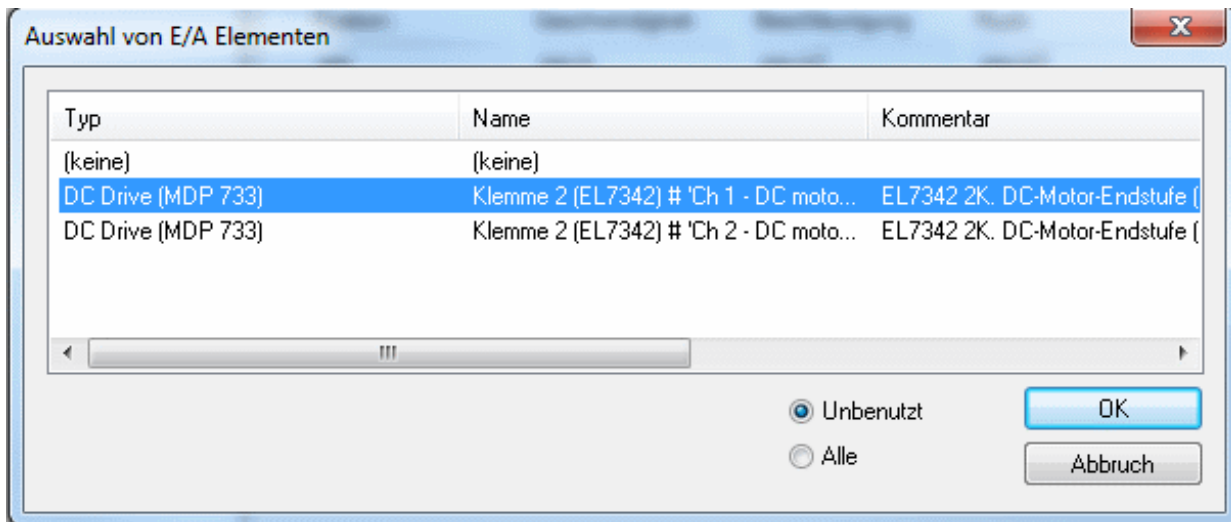 Auswahl von E/A Elementen
Typ Name Kommentar
(keine) (keine)
DC Drive (MDP 733) Klemme 2 (EL7342) # 'Ch 1 - DC moto... EL7342 2K. DC-Motor-Endstufe (
DC Drive (MDP 733) Klemme 2 (EL7342) # 'Ch 2 - DC moto... EL7342 2K. DC-Motor-Endstufe (
Unbenutzt OK
Alle Abbruch